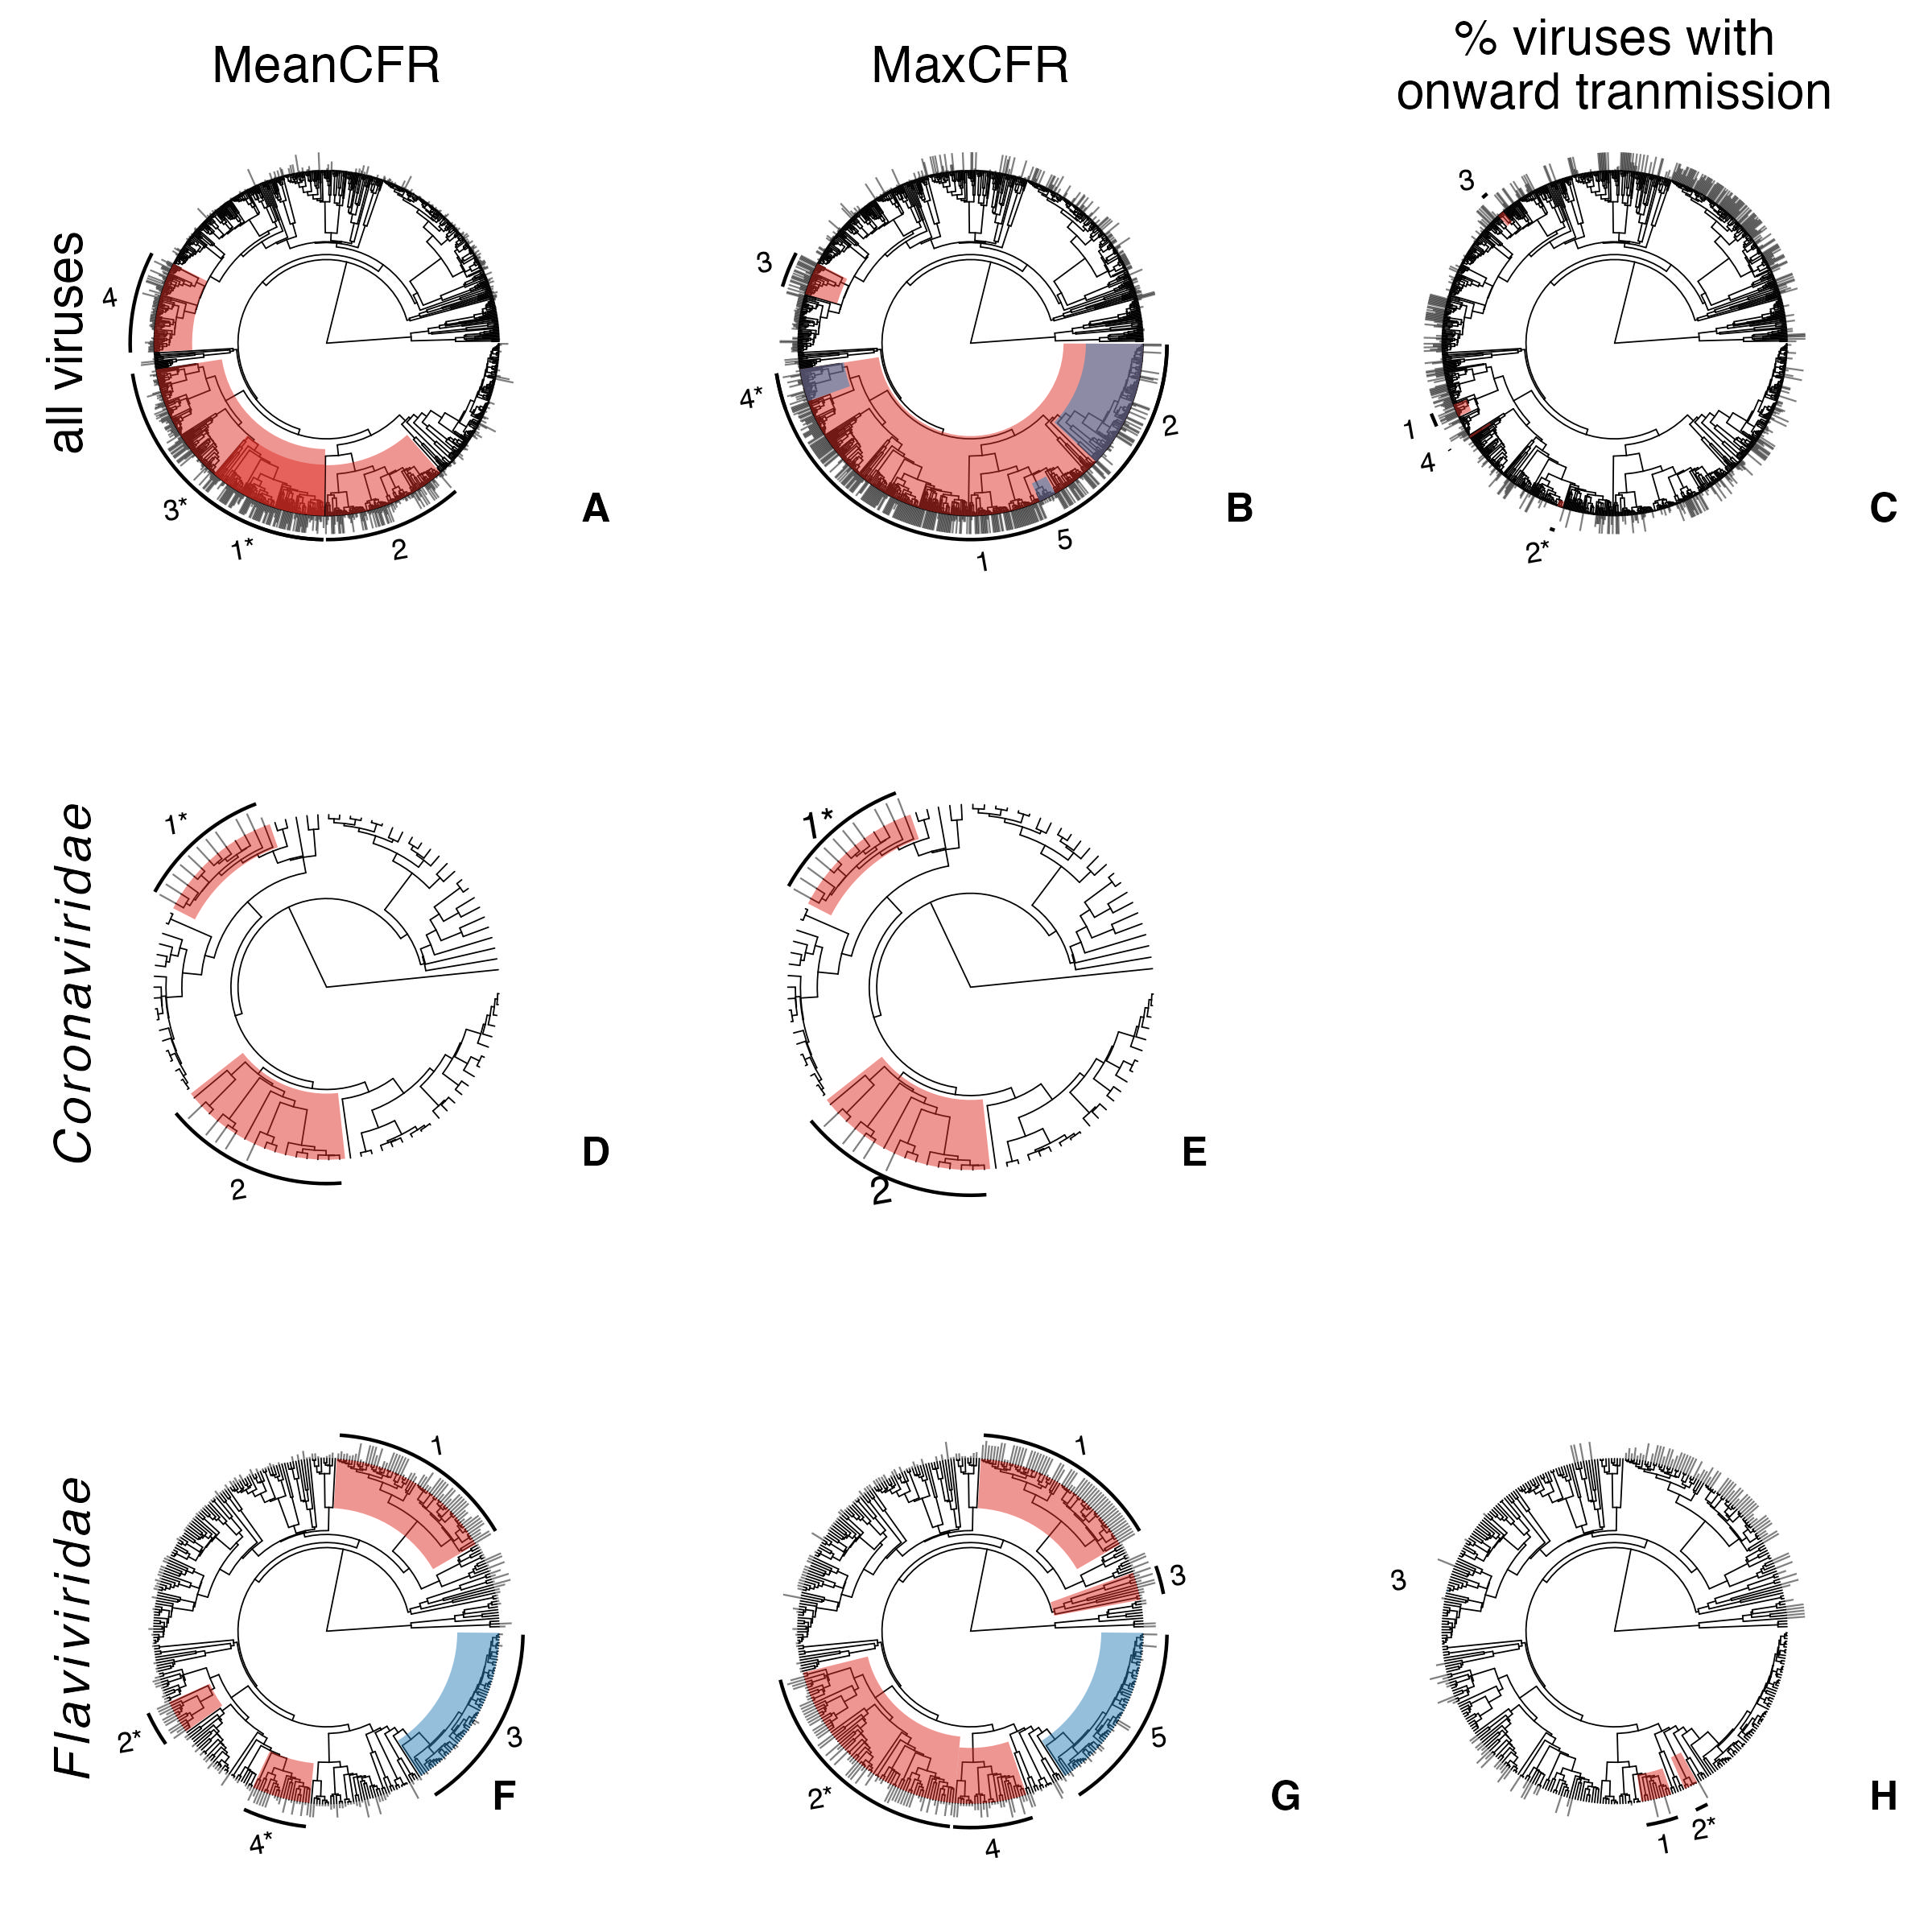 MeanCFR
MaxCFR
% viruses with
onward tranmission
all viruses
4
3*
1*
2
A
3
4*
2
5
1
B
3
1
4
2*
C
Coronaviridae
1*
2
D
1*
2
E
Flaviviridae
1
2*
3
4*
F
1
3
2*
5
4
G
3
1
2*
H